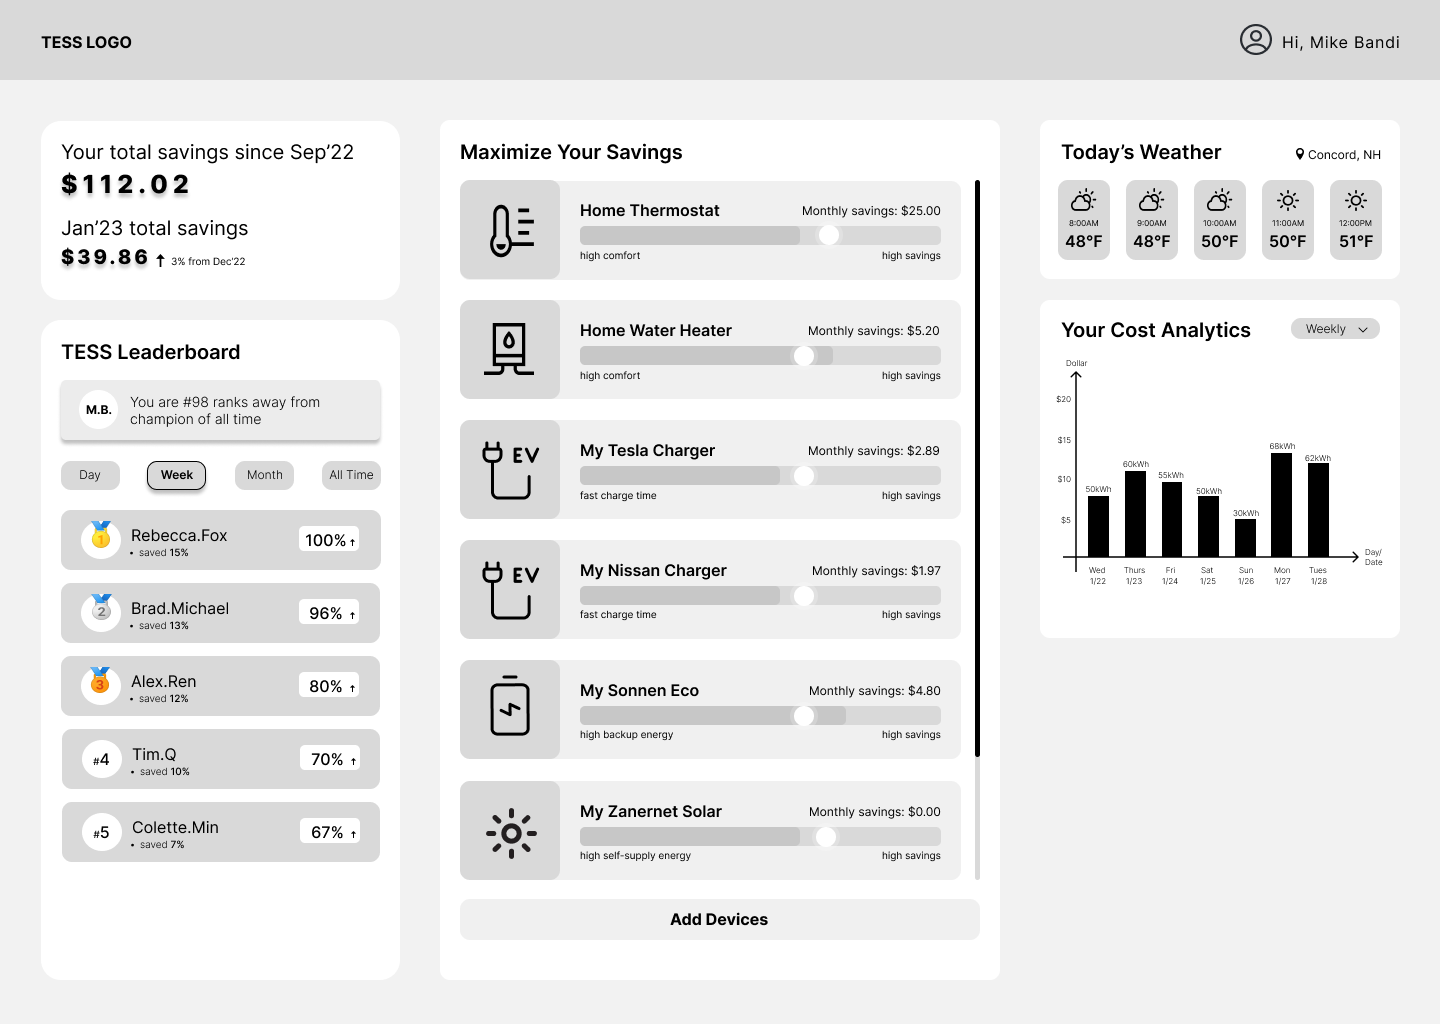 TESS LOGO
Hi, Mike Bandi
Your total savings since Sep’22
$112.02
Jan’23 total savings
$39.86 ↑ 3% from Dec'22
TESS Leaderboard
M.B.
You are #98 ranks away from
champion of all time
Day
Week
Month
All Time
1
Rebecca.Fox
• saved 15%
100% ↑
2
Brad.Michael
• saved 13%
96% ↑
3
Alex.Ren
• saved 12%
80% ↑
#4
Tim.Q
• saved 10%
70% ↑
#5
Colette.Min
• saved 7%
67% ↑
Maximize Your Savings
Home Thermostat
Monthly savings: $25.00
high comfort
high savings
Home Water Heater
Monthly savings: $5.20
high comfort
high savings
EV
My Tesla Charger
Monthly savings: $2.89
fast charge time
high savings
EV
My Nissan Charger
Monthly savings: $1.97
fast charge time
high savings
My Sonnen Eco
Monthly savings: $4.80
high backup energy
high savings
My Zanernet Solar
Monthly savings: $0.00
high self-supply energy
high savings
Add Devices
Today’s Weather
Concord, NH
8:00AM
48°F
9:00AM
48°F
10:00AM
50°F
11:00AM
50°F
12:00PM
51°F
Your Cost Analytics
Weekly
Dollar
$20
$15
$10
$5
50kWh
60kWh
55kWh
50kWh
30kWh
68kWh
62kWh
Wed
1/22
Thurs
1/23
Fri
1/24
Sat
1/25
Sun
1/26
Mon
1/27
Tues
1/28
Day/
Date